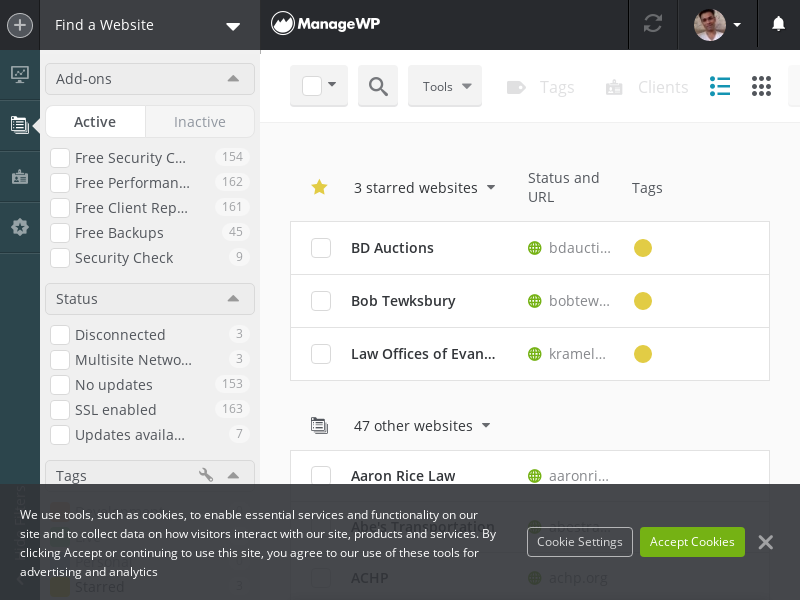 Find a Website
ManageWP
Add-ons
Active
Inactive
Free Security C... 154
Free Performan... 162
Free Client Rep... 161
Free Backups 45
Security Check 9
Status
Disconnected 3
Multisite Netwo... 3
No updates 153
SSL enabled 163
Updates availa... 7
Tags
Starred
Tools
Tags
Clients
3 starred websites
Status and
URL
Tags
BD Auctions bdaucti...
Bob Tewksbury bobtew...
Law Offices of Evan... kramel...
47 other websites
Aaron Rice Law aaronri...
Abe's Transportation
ACHP achp.org
We use tools, such as cookies, to enable essential services and functionality on our
site and to collect data on how visitors interact with our site, products and services. By
clicking Accept or continuing to use this site, you agree to our use of these tools for
advertising and analytics
Cookie Settings
Accept Cookies